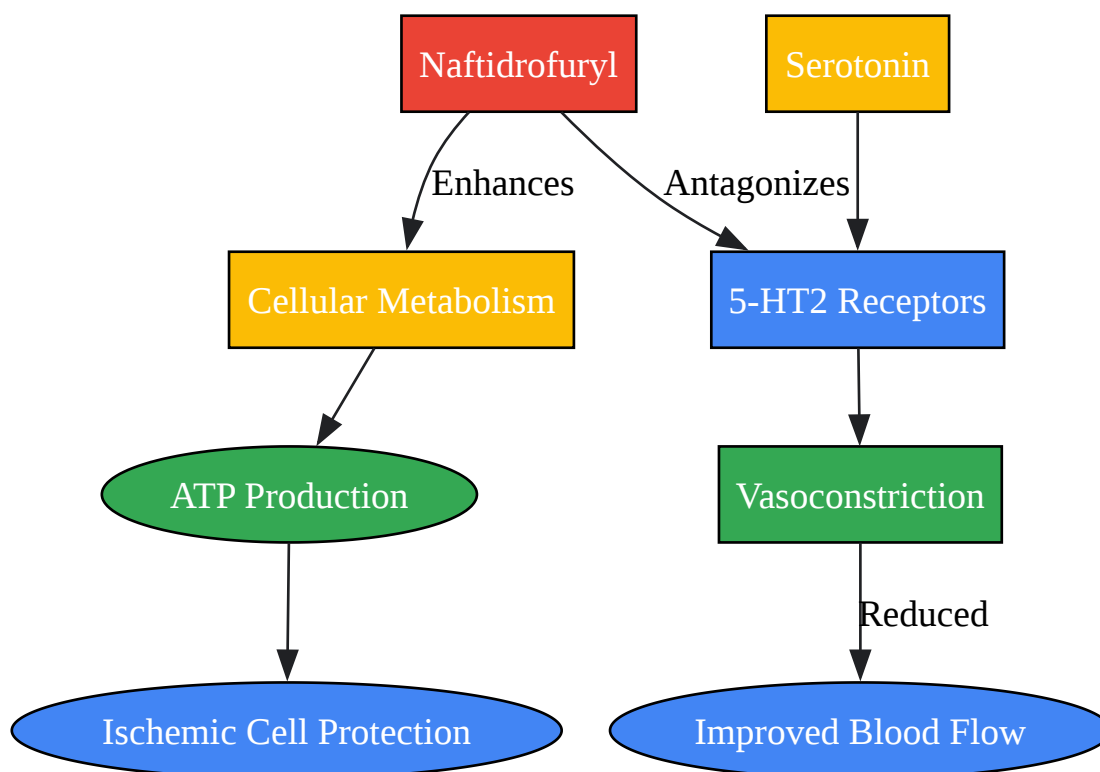 Naftidrofuryl
Serotonin
Enhances
Antagonizes
Cellular Metabolism
5-HT2 Receptors
ATP Production
Vasoconstriction
Reduced
Ischemic Cell Protection
Improved Blood Flow